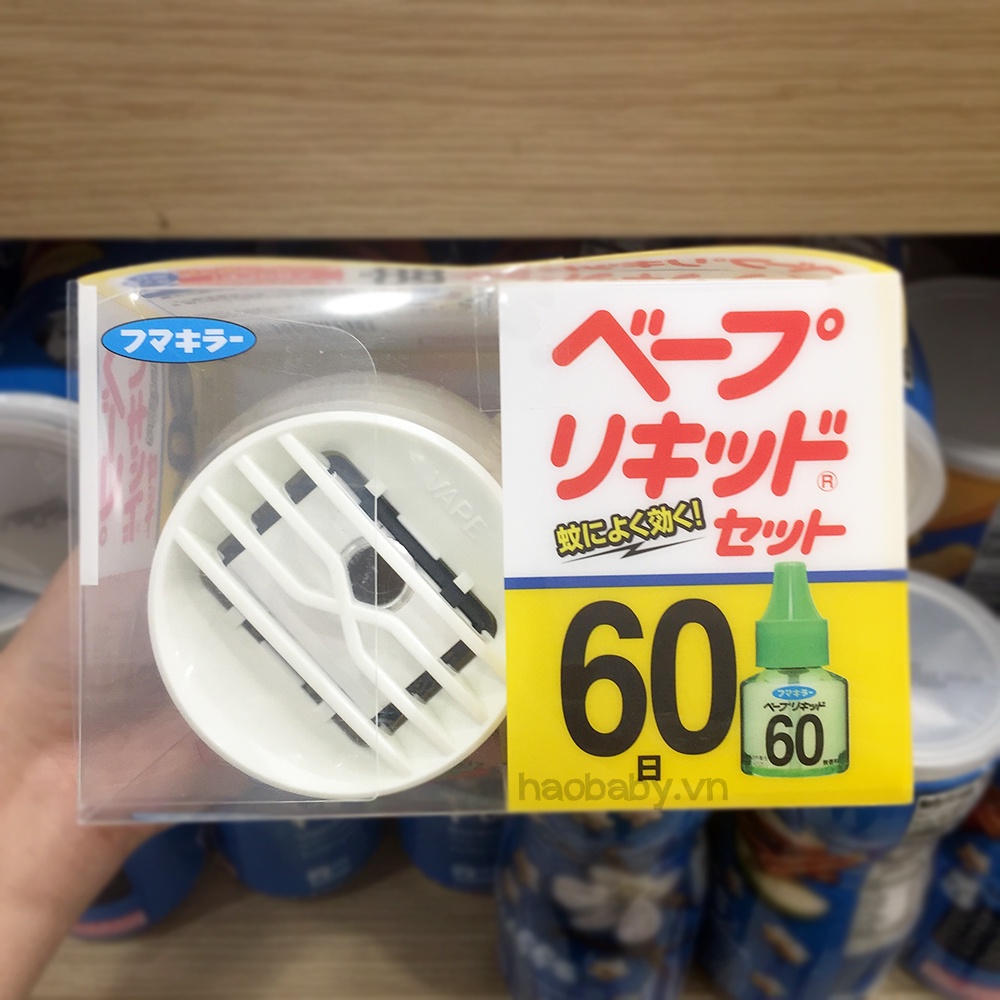 フマキラー
VAPE
ベープ
リキッド®
蚊によく効く!
セット
60
日
フマキラー
ベープリキッド
60
haobaby.vn